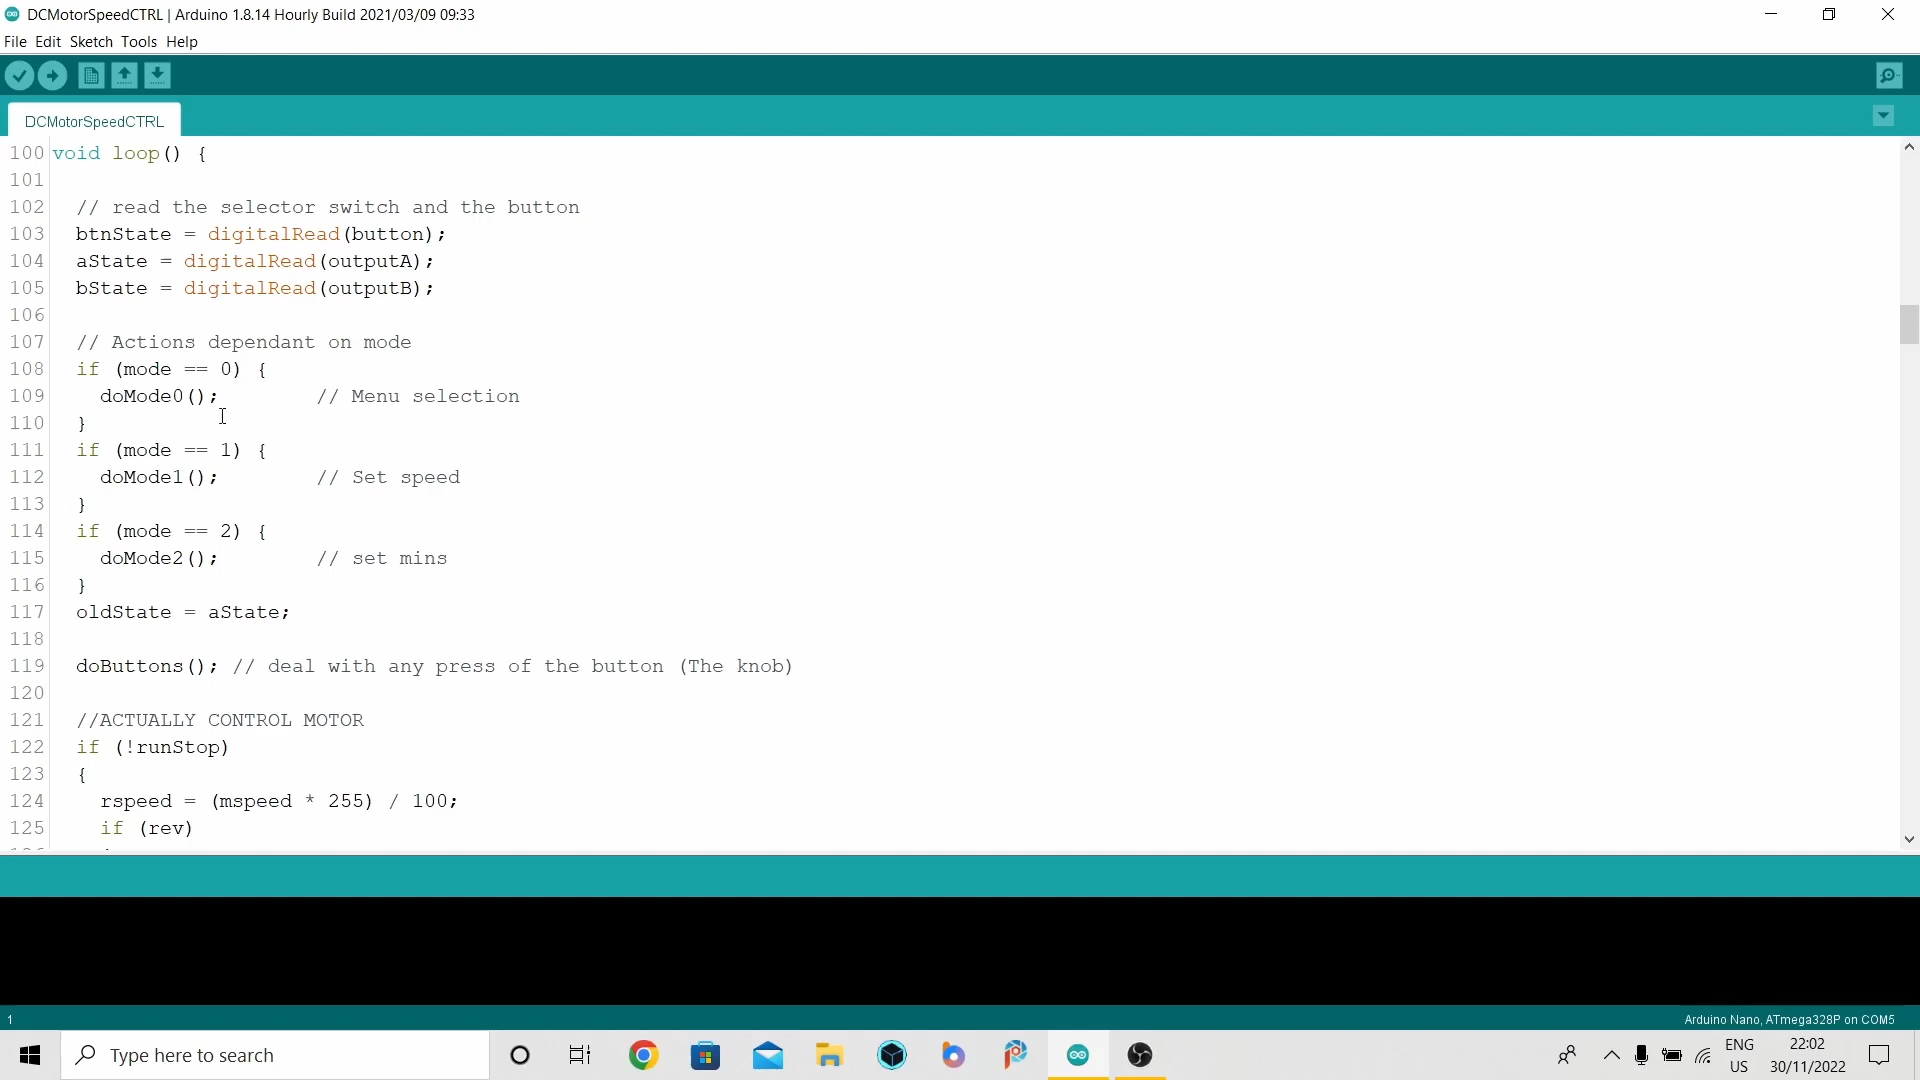 DCMotorSpeedCTRL | Arduino 1.8.14 Hourly Build 2021/03/09 09:33
File Edit Sketch Tools Help
DCMotorSpeedCTRL
100 void loop() {
101
102 // read the selector switch and the button
103 btnState = digitalRead(button);
104 aState = digitalRead(outputA);
105 bState = digitalRead(outputB);
106
107 // Actions dependant on mode
108 if (mode == 0) {
109 doMode0(); // Menu selection
110 }
111 if (mode == 1) {
112 doMode1(); // Set speed
113 }
114 if (mode == 2) {
115 doMode2(); // set mins
116 }
117 oldState = aState;
118
119 doButtons(); // deal with any press of the button (The knob)
120
121 //ACTUALLY CONTROL MOTOR
122 if (!runStop)
123 {
124 rspeed = (mspeed * 255) / 100;
125 if (rev)
1
Arduino Nano, ATmega328P on COM5
Type here to search
ENG
US
22:02
30/11/2022